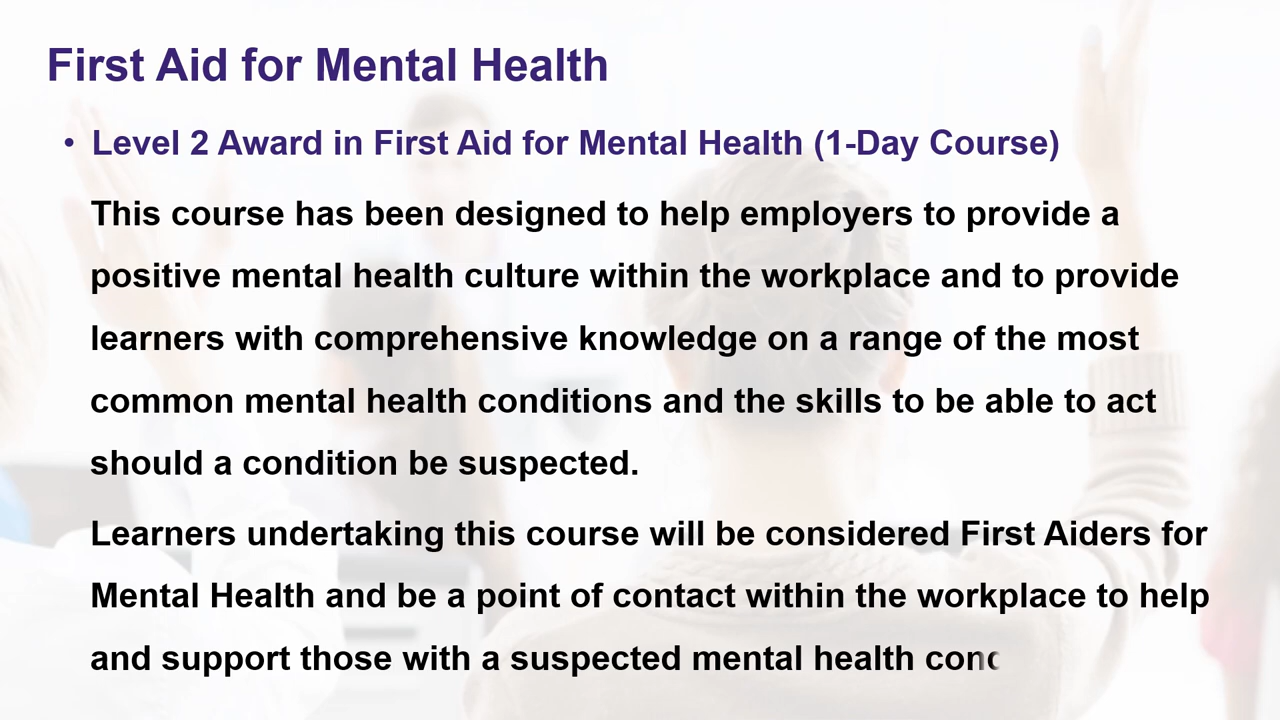 First Aid for Mental Health
• Level 2 Award in First Aid for Mental Health (1-Day Course)
This course has been designed to help employers to provide a
positive mental health culture within the workplace and to provide
learners with comprehensive knowledge on a range of the most
common mental health conditions and the skills to be able to act
should a condition be suspected.
Learners undertaking this course will be considered First Aiders for
Mental Health and be a point of contact within the workplace to help
and support those with a suspected mental health